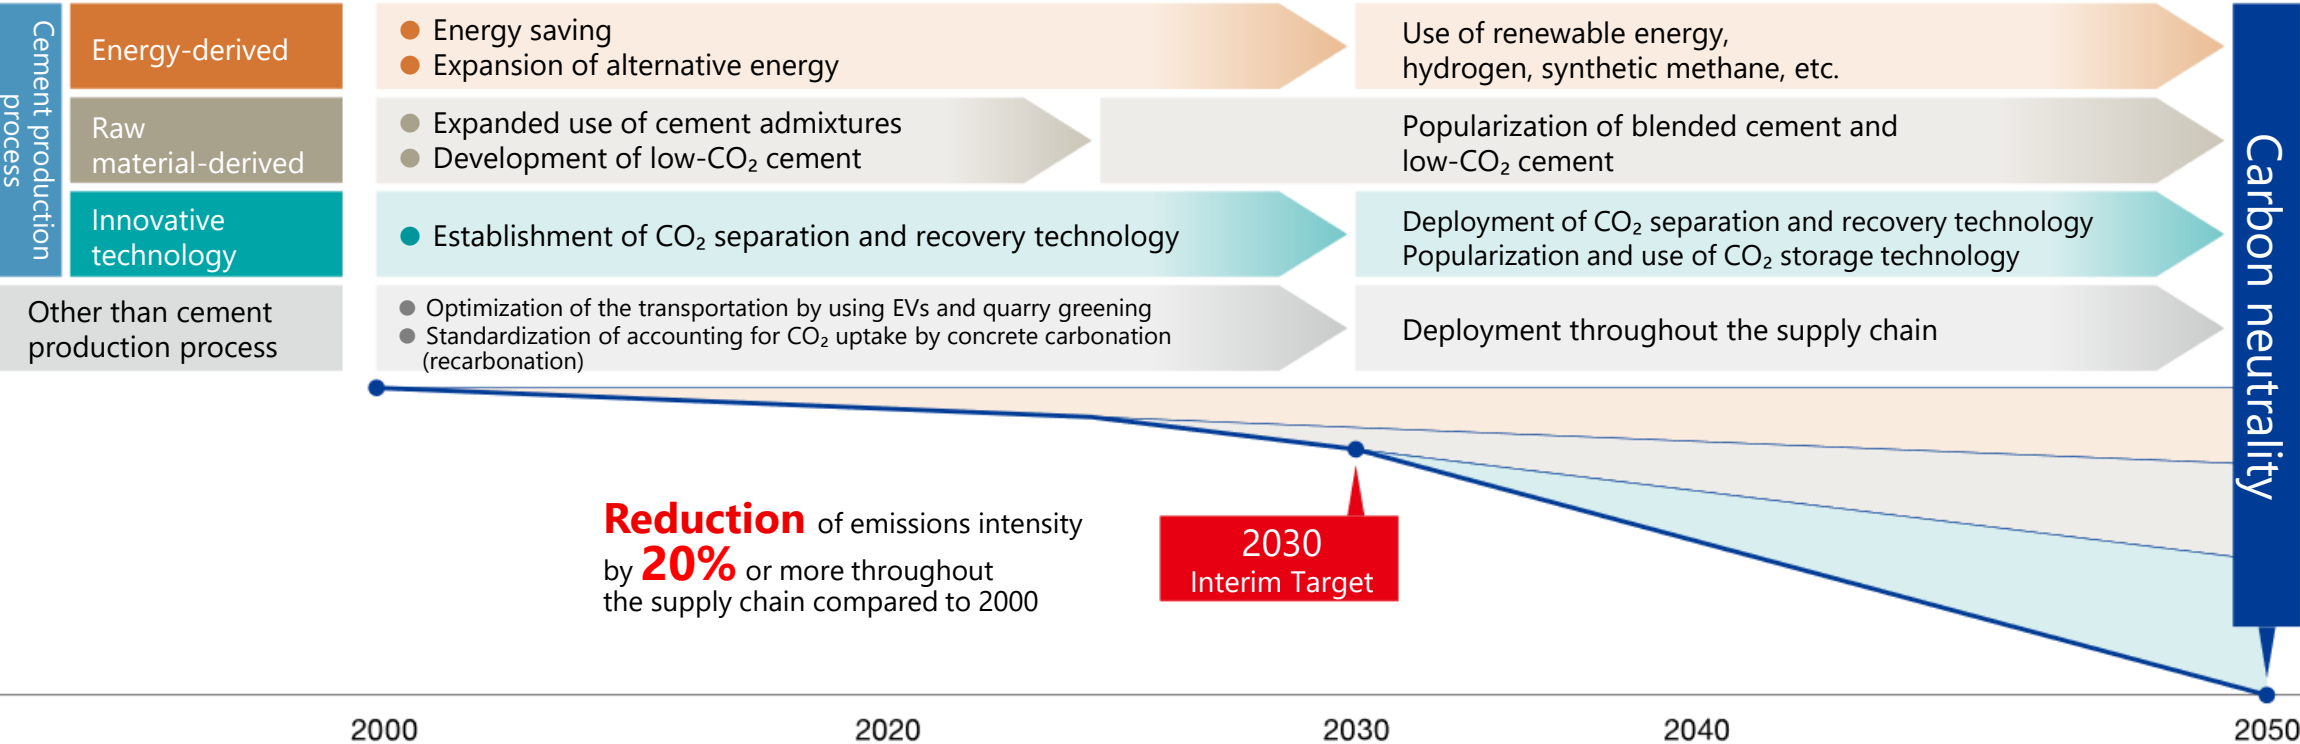 Cement production
process
Energy-derived
● Energy saving
● Expansion of alternative energy
Use of renewable energy,
hydrogen, synthetic methane, etc.
Raw
material-derived
● Expanded use of cement admixtures
● Development of low-CO₂ cement
Popularization of blended cement and
low-CO₂ cement
Innovative
technology
● Establishment of CO₂ separation and recovery technology
Deployment of CO₂ separation and recovery technology
Popularization and use of CO₂ storage technology
Other than cement
production process
● Optimization of the transportation by using EVs and quarry greening
● Standardization of accounting for CO₂ uptake by concrete carbonation
(recarbonation)
Deployment throughout the supply chain
Carbon neutrality
Reduction of emissions intensity
by 20% or more throughout
the supply chain compared to 2000
2030
Interim Target
2000
2020
2030
2040
2050